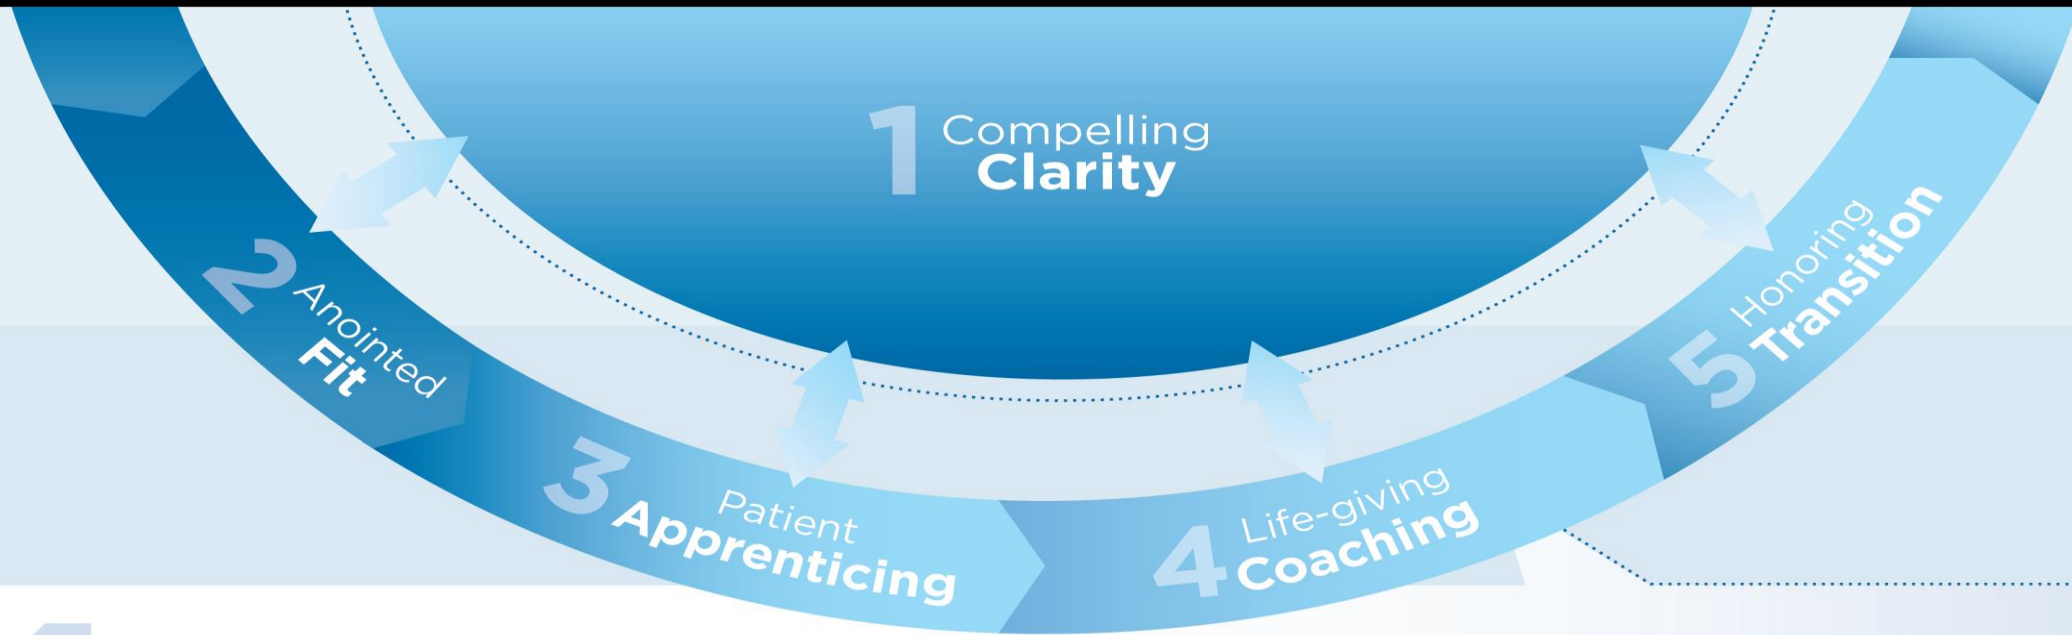 1 Compelling
Clarity
2 Anointed
Fit
3 Patient
Apprenticing
4 Life-giving
Coaching
5 Honoring
Transition